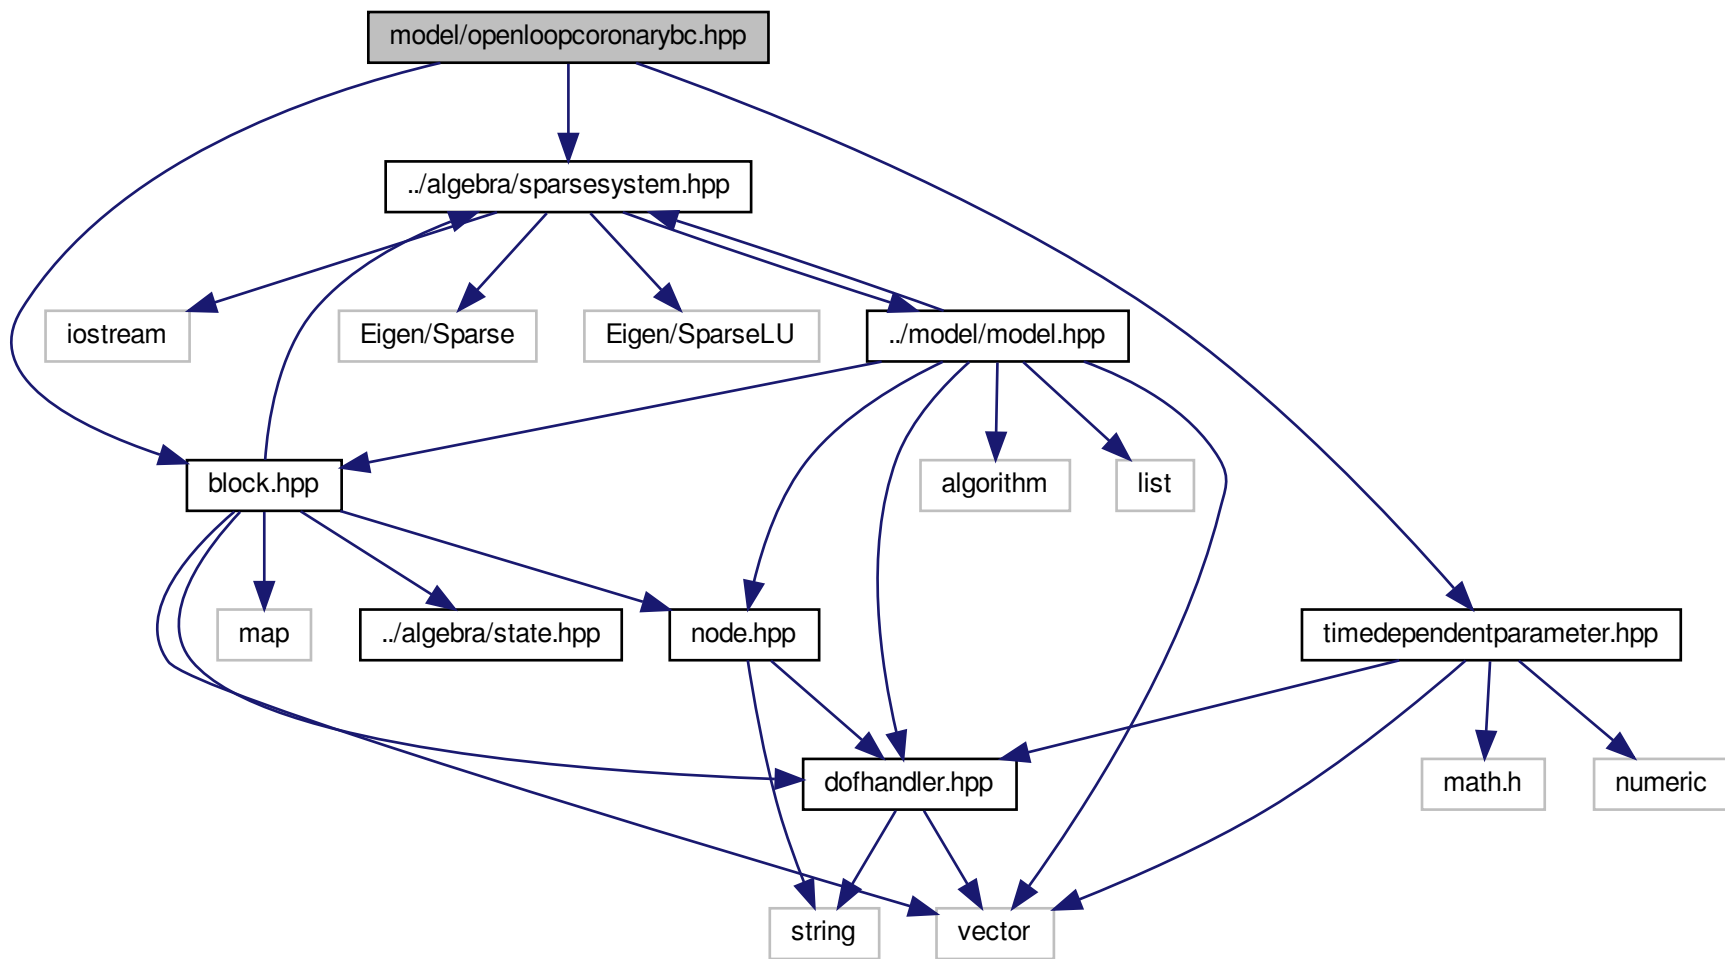 model/openloopcoronarybc.hpp
../algebra/sparsesystem.hpp
iostream
Eigen/Sparse
Eigen/SparseLU
../model/model.hpp
block.hpp
algorithm
list
map
../algebra/state.hpp
node.hpp
timedependentparameter.hpp
dofhandler.hpp
math.h
numeric
string
vector